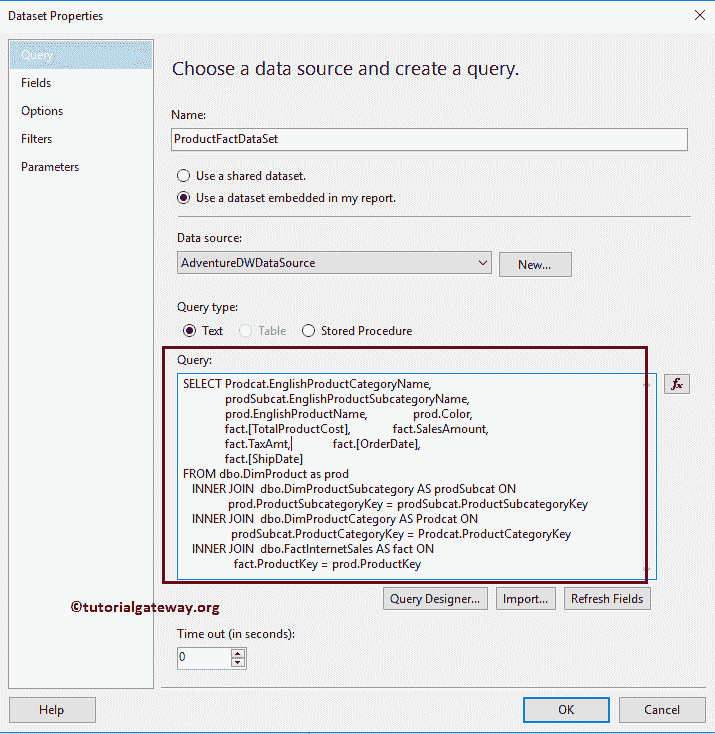 Dataset Properties
Query
Fields
Options
Filters
Parameters
Choose a data source and create a query.
Name:
ProductFactDataSet
Use a shared dataset.
Use a dataset embedded in my report.
Data source:
AdventureDWDataSource
New...
Query type:
Text Table Stored Procedure
Query:
SELECT Prodcat.EnglishProductCategoryName,
prodSubcat.EnglishProductSubcategoryName,
prod.EnglishProductName, prod.Color,
fact.[TotalProductCost], fact.SalesAmount,
fact.TaxAmt, fact.[OrderDate],
fact.[ShipDate]
FROM dbo.DimProduct as prod
INNER JOIN dbo.DimProductSubcategory AS prodSubcat ON
prod.ProductSubcategoryKey = prodSubcat.ProductSubcategoryKey
INNER JOIN dbo.DimProductCategory AS Prodcat ON
prodSubcat.ProductCategoryKey = Prodcat.ProductCategoryKey
INNER JOIN dbo.FactInternetSales AS fact ON
fact.ProductKey = prod.ProductKey
fx
Query Designer... Import... Refresh Fields
©tutorialgateway.org
Time out (in seconds):
0
Help OK Cancel